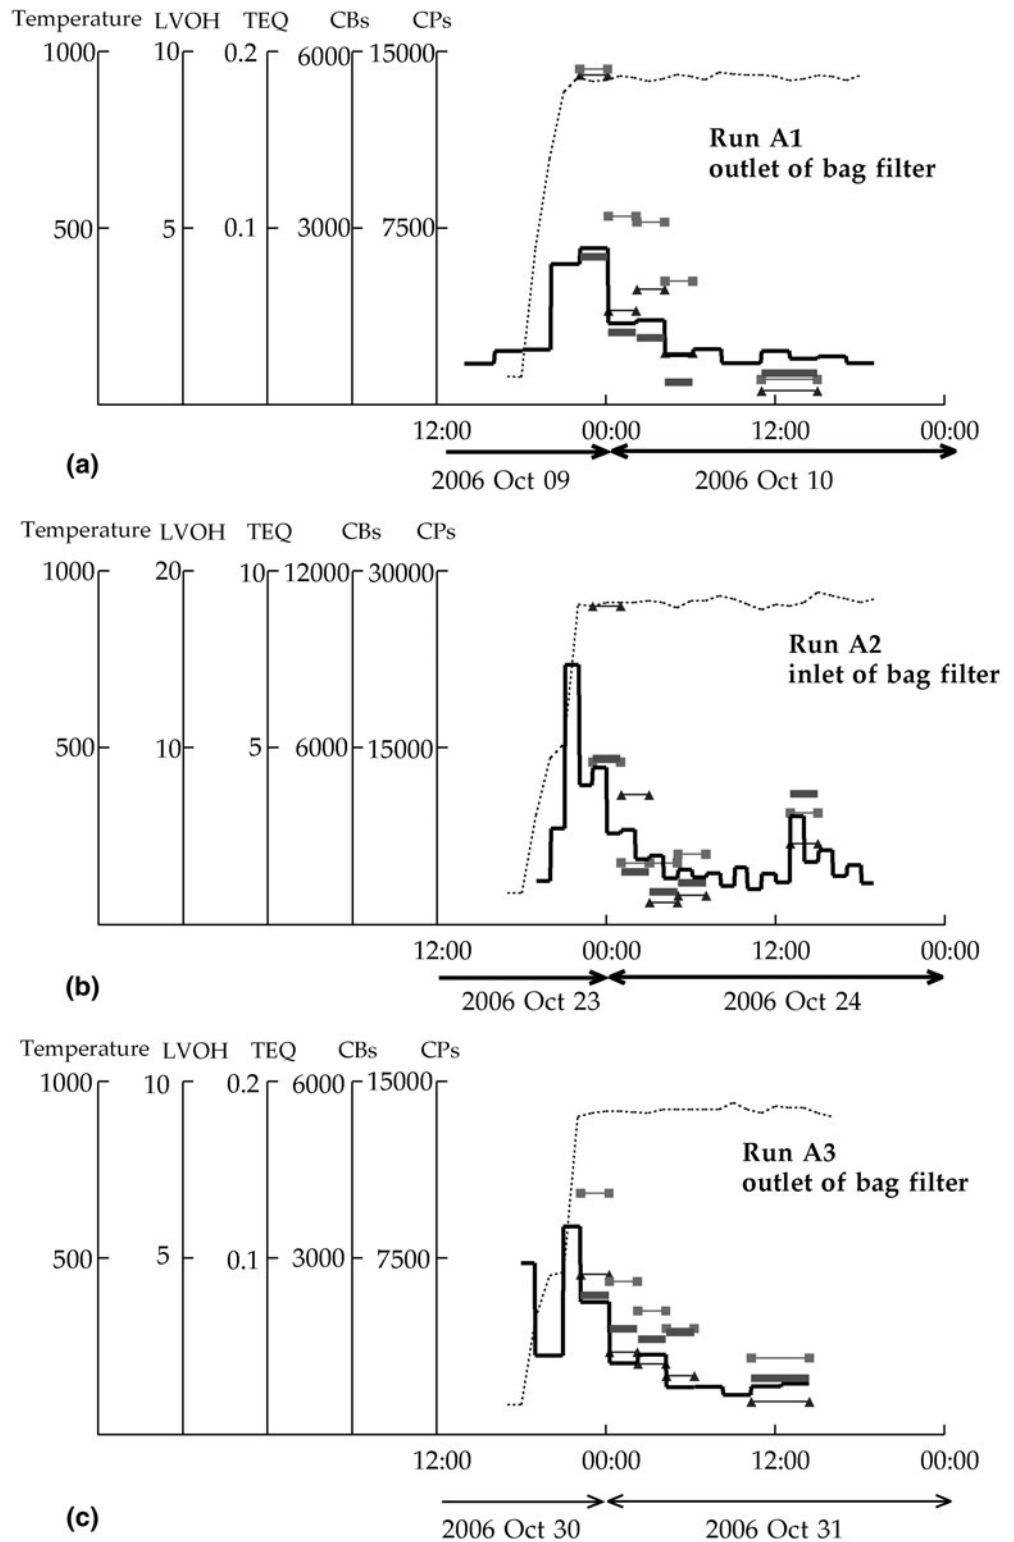 Temperature LVOH TEQ CBs CPs
1000 10 0.2 6000 15000
Run A1
outlet of bag filter
500 5 0.1 3000 7500
12:00 00:00 12:00 00:00
(a)
2006 Oct 09 2006 Oct 10
Temperature LVOH TEQ CBs CPs
1000 20 10 12000 30000
Run A2
inlet of bag filter
500 10 5 6000 15000
12:00 00:00 12:00 00:00
(b)
2006 Oct 23 2006 Oct 24
Temperature LVOH TEQ CBs CPs
1000 10 0.2 6000 15000
Run A3
outlet of bag filter
500 5 0.1 3000 7500
12:00 00:00 12:00 00:00
(c)
2006 Oct 30 2006 Oct 31